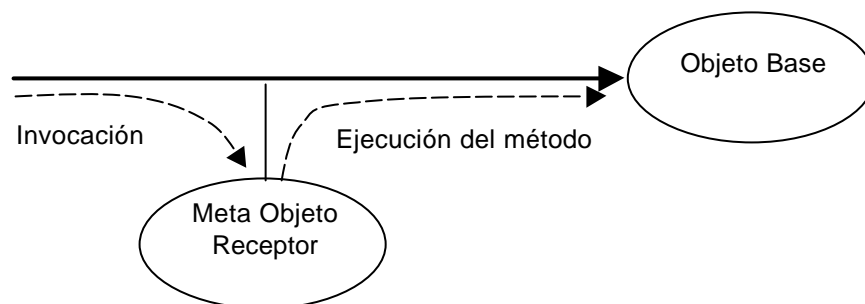 Objeto Base
Invocación
Ejecución del método
Meta Objeto
Receptor